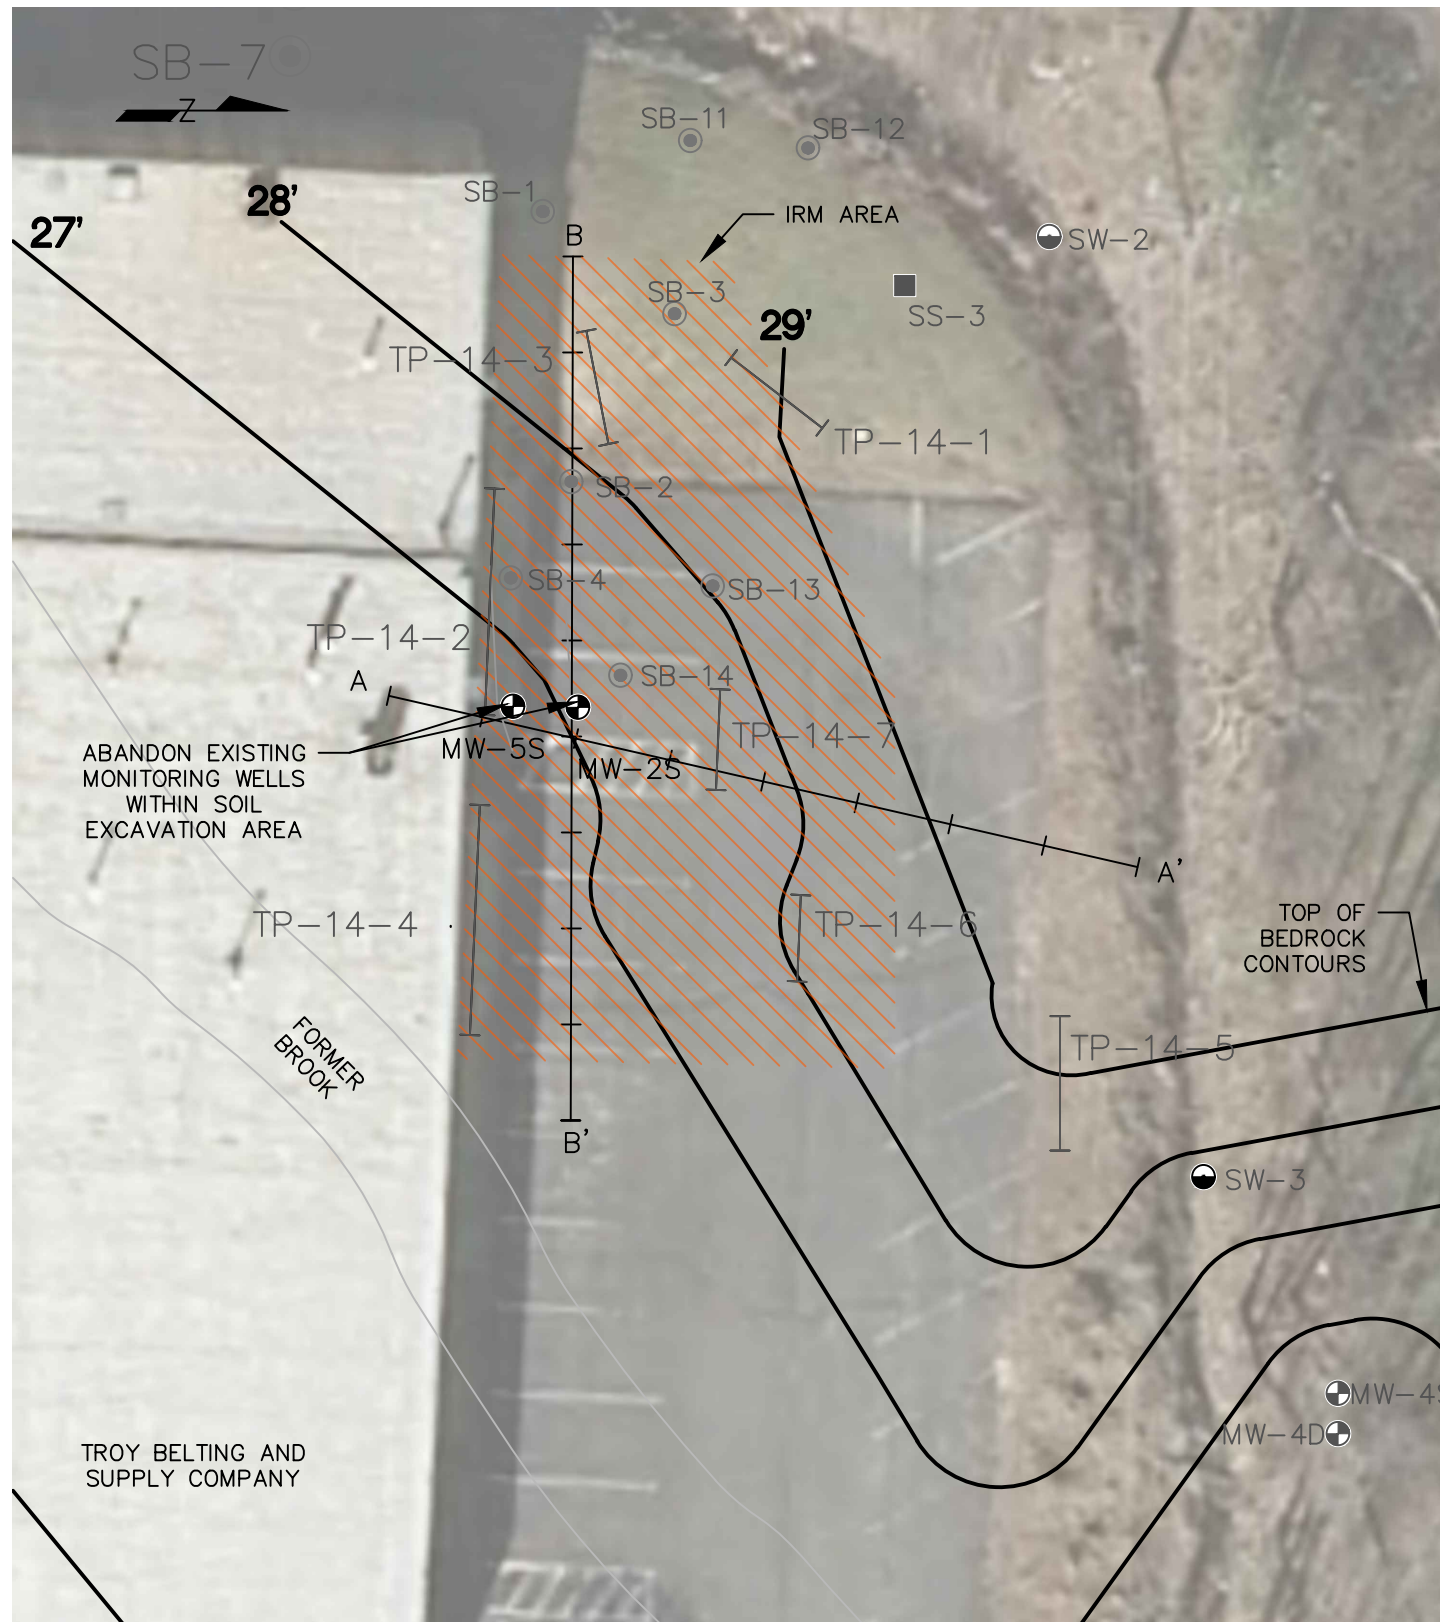 SB-7
Z
SB-11
SB-12
SB-1
28'
27'
B
IRM AREA
SW-2
SB-3
SS-3
29'
TP-14-3
TP-14-1
SB-2
SB-4
SB-13
TP-14-2
SB-14
A
TP-14-7
ABANDON EXISTING
MONITORING WELLS
WITHIN SOIL
EXCAVATION AREA
MW-5S
MW-2S
A'
TP-14-4
TP-14-6
TOP OF
BEDROCK
CONTOURS
FORMER
BROOK
TP-14-5
B'
SW-3
MW-4S
MW-4D
TROY BELTING AND
SUPPLY COMPANY